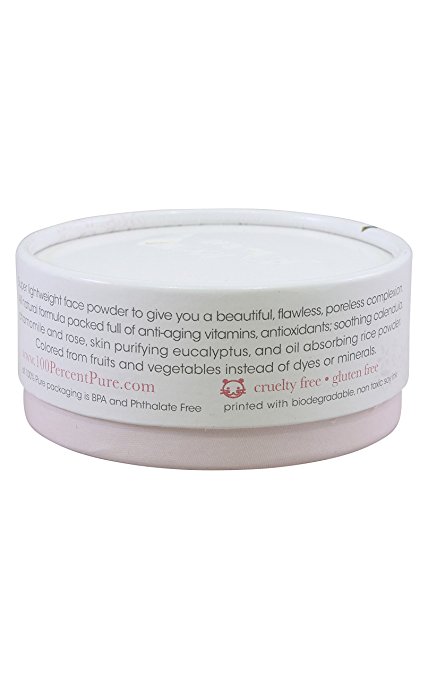 lightweight face powder to give you a beautiful, flawless, poreless complexion.
natural formula packed full of anti-aging vitamins, antioxidants; soothing calendula,
chamomile and rose, skin purifying eucalyptus, and oil absorbing rice powder.
Colored from fruits and vegetables instead of dyes or minerals.
www.100PercentPure.com
cruelty free • gluten free
100% Pure packaging is BPA and Phthalate Free
printed with biodegradable, non toxic soy ink